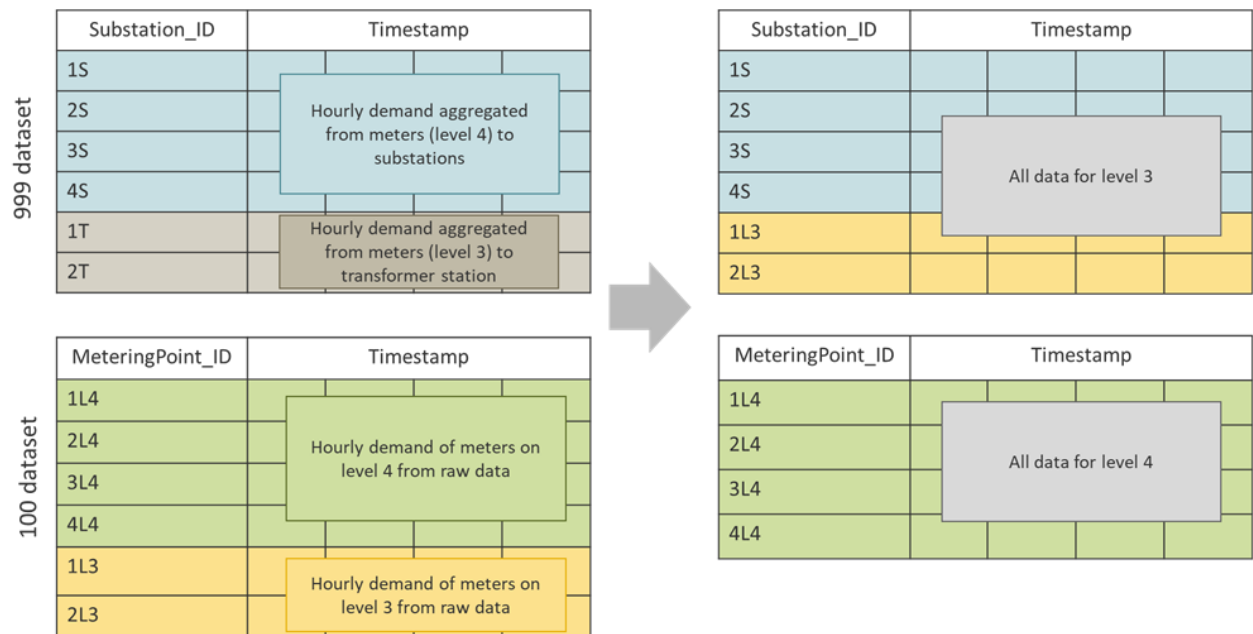 999 dataset
Substation_ID Timestamp
1S
2S
3S
4S
Hourly demand aggregated
from meters (level 4) to
substations
1T
2T
Hourly demand aggregated
from meters (level 3) to
transformer station
100 dataset
MeteringPoint_ID Timestamp
1L4
2L4
3L4
4L4
Hourly demand of meters on
level 4 from raw data
1L3
2L3
Hourly demand of meters on
level 3 from raw data
Substation_ID Timestamp
1S
2S
3S
4S
1L3
2L3
All data for level 3
MeteringPoint_ID Timestamp
1L4
2L4
3L4
4L4
All data for level 4